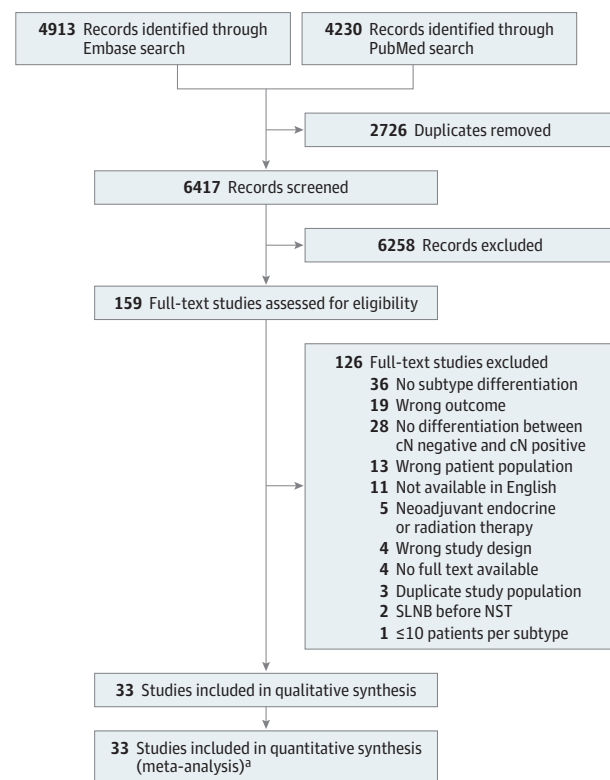 4913 Records identified through
Embase search
4230 Records identified through
PubMed search
2726 Duplicates removed
6417 Records screened
6258 Records excluded
159 Full-text studies assessed for eligibility
126 Full-text studies excluded
36 No subtype differentiation
19 Wrong outcome
28 No differentiation between
cN negative and cN positive
13 Wrong patient population
11 Not available in English
5 Neoadjuvant endocrine
or radiation therapy
4 Wrong study design
4 No full text available
3 Duplicate study population
2 SLNB before NST
1 ≤10 patients per subtype
33 Studies included in qualitative synthesis
33 Studies included in quantitative synthesis
(meta-analysis)a